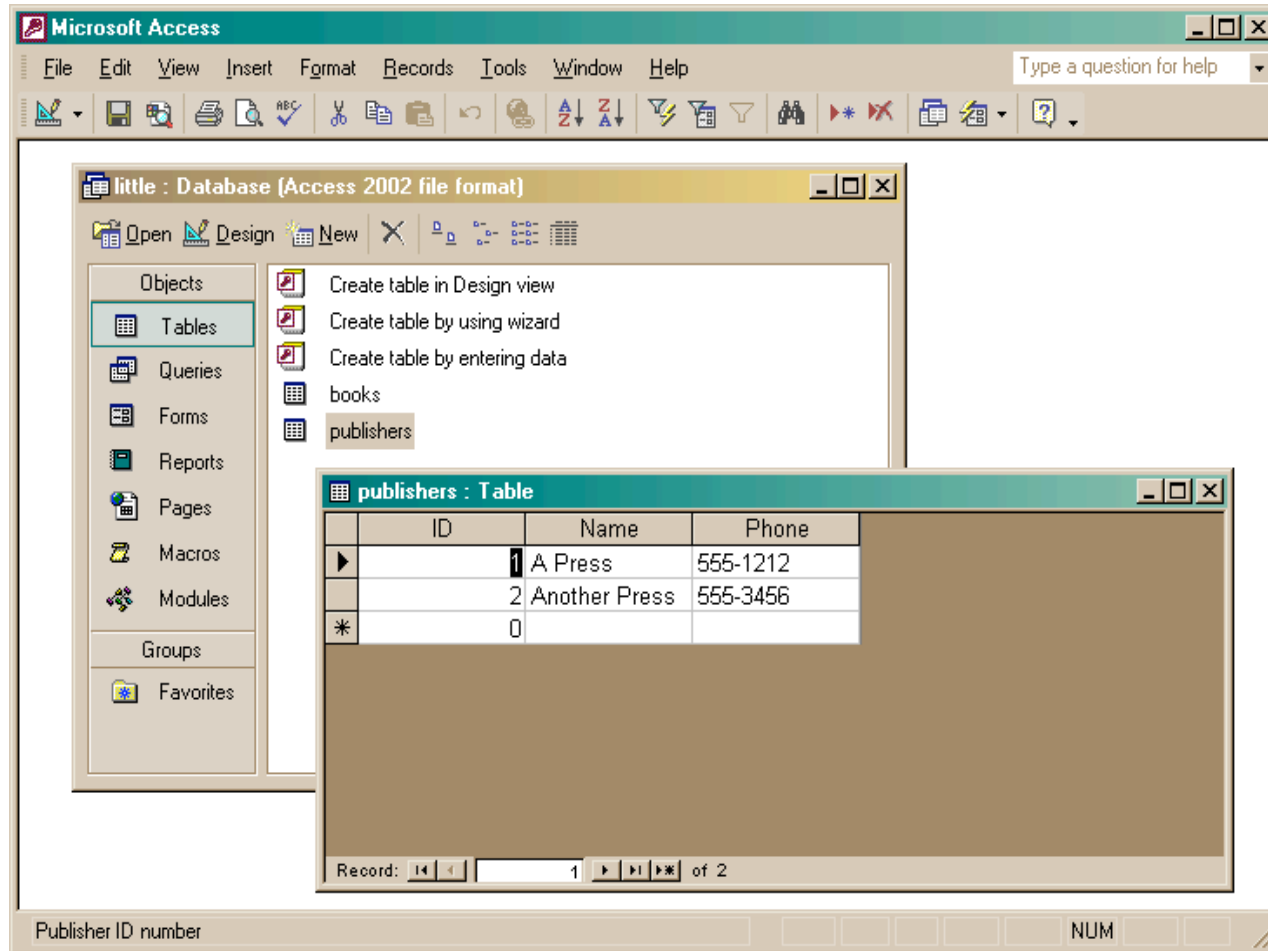 Microsoft Access
File Edit View Insert Format Records Tools Window Help Type a question for help
ABC A Z Z A
little : Database (Access 2002 file format)
Open Design New
Objects
Tables
Queries
Forms
Reports
Pages
Macros
Modules
Groups
Favorites
Create table in Design view
Create table by using wizard
Create table by entering data
books
publishers
publishers : Table
ID Name Phone
1 A Press 555-1212
2 Another Press 555-3456
0
Record: 1 of 2
Publisher ID number NUM